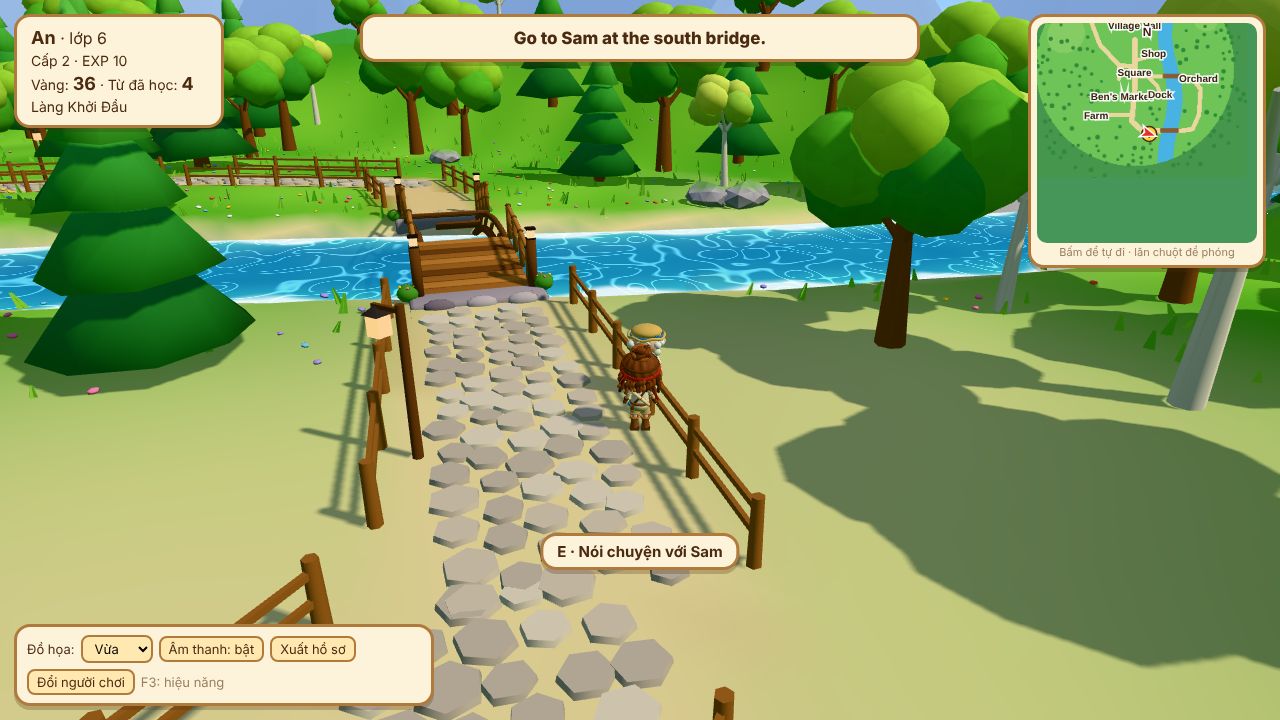 An · lớp 6
Cấp 2 · EXP 10
Vàng: 36 · Từ đã học: 4
Làng Khởi Đầu
Go to Sam at the south bridge.
Village Hall
N
Shop
Square
Orchard
Ben's Marke
Dock
Farm
Bấm để tự đi · lăn chuột để phóng
E · Nói chuyện với Sam
Đồ họa: Vừa Âm thanh: bật Xuất hồ sơ
Đổi người chơi F3: hiệu năng